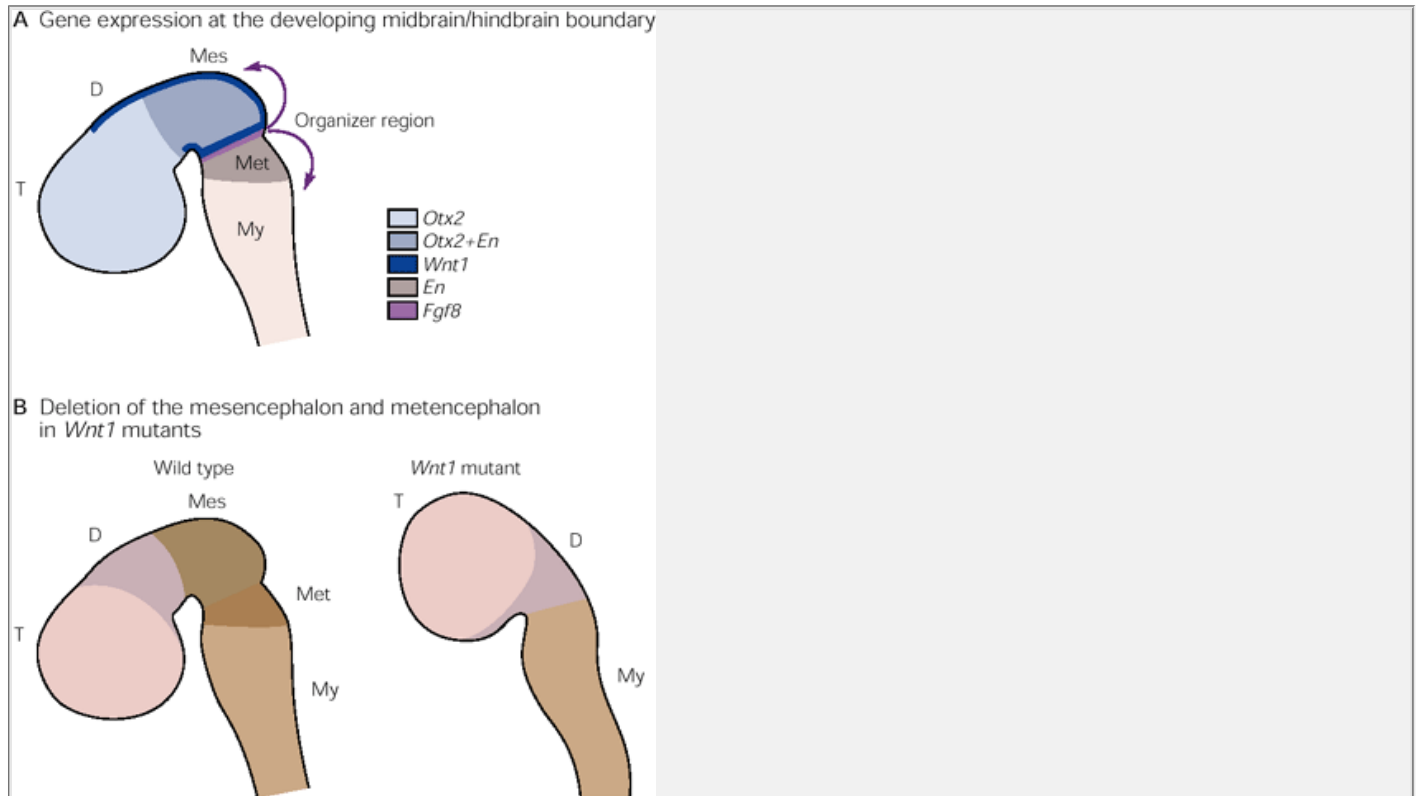 A Gene expression at the developing midbrain/hindbrain boundary
Mes
D
Organizer region
Met
T
My
Otx2
Otx2+En
Wnt1
En
Fgf8
B Deletion of the mesencephalon and metencephalon
in Wnt1 mutants
Wild type
Wnt1 mutant
Mes
T
D
D
Met
T
My
My